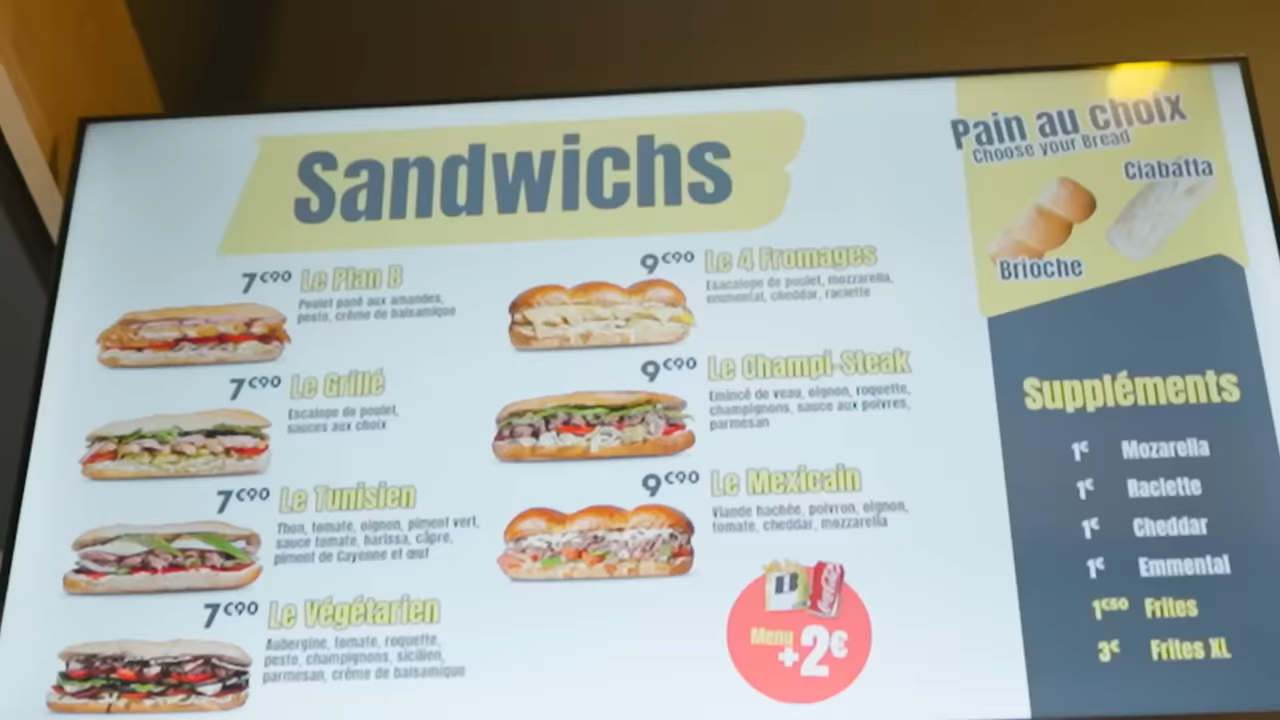 Sandwichs
7€90 Le Plan B
Poulet pané aux amandes,
pesto, crème de balsamique
7€90 Le Grillé
Escalope de poulet,
sauces aux choix
7€90 Le Tunisien
Thon, tomate, oignon, piment vert,
sauce tomate, harissa, câpre,
piment de Cayenne et œuf
7€90 Le Végétarien
Aubergine, tomate, roquette,
pesto, champignons, sicilien,
parmesan, crème de balsamique
9€90 Le 4 Fromages
Esacalope de poulet, mozzarella,
emmental, cheddar, raclette
9€90 Le Champi-Steak
Emincé de veau, oignon, roquette,
champignons, sauce aux poivres,
parmesan
9€90 Le Mexicain
Viande hachée, poivron, oignon,
tomate, cheddar, mozzarella
B
Coca-Cola
Menu
+2€
Pain au choix
Choose your Bread
Ciabatta
Brioche
Suppléments
1€ Mozarella
1€ Raclette
1€ Cheddar
1€ Emmental
1€50 Frites
3€ Frites XL